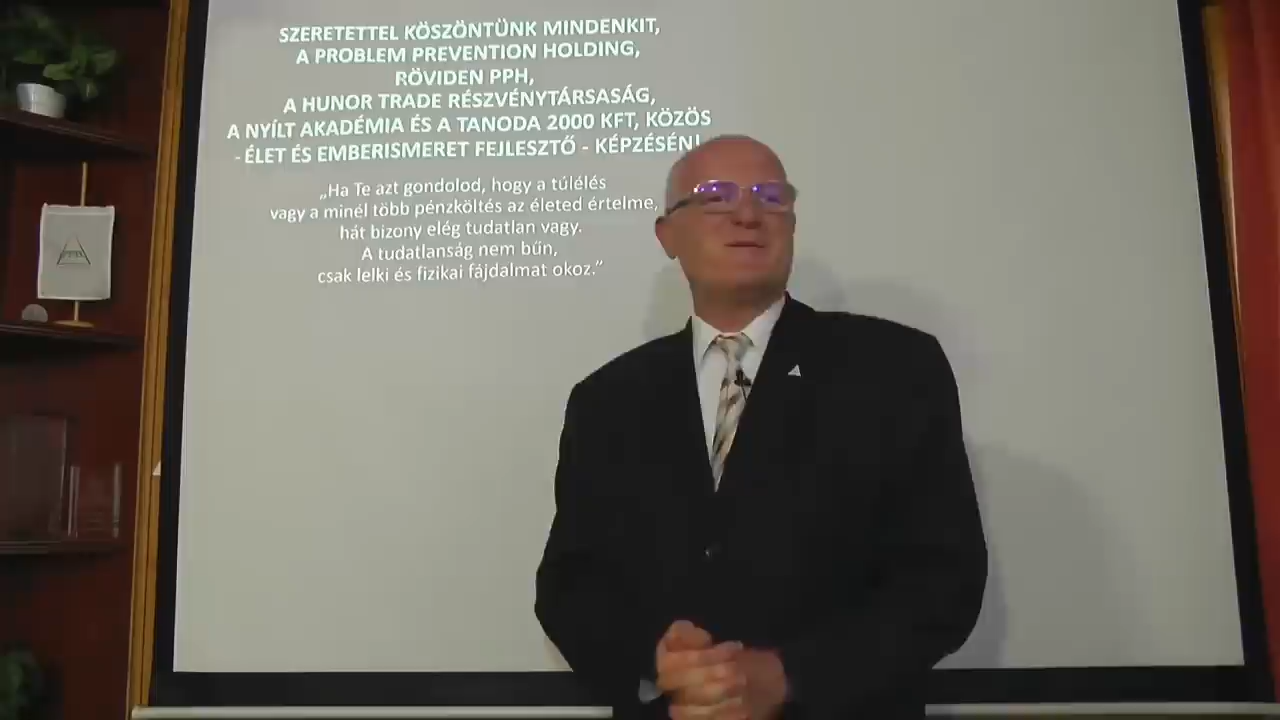 SZERETETTEL KÖSZÖNTÜNK MINDENKIT,
A PROBLEM PREVENTION HOLDING,
RÖVIDEN PPH,
A HUNOR TRADE RÉSZVÉNYTÁRSASÁG,
A NYÍLT AKADÉMIA ÉS A TANODA 2000 KFT, KÖZÖS
- ÉLET ÉS EMBERISMERET FEJLESZTŐ - KÉPZÉSÉN!
„Ha Te azt gondolod, hogy a túlélés
vagy a minél több pénzköltés az életed értelme,
hát bizony elég tudatlan vagy.
A tudatlanság nem bűn,
csak lelki és fizikai fájdalmat okoz.”